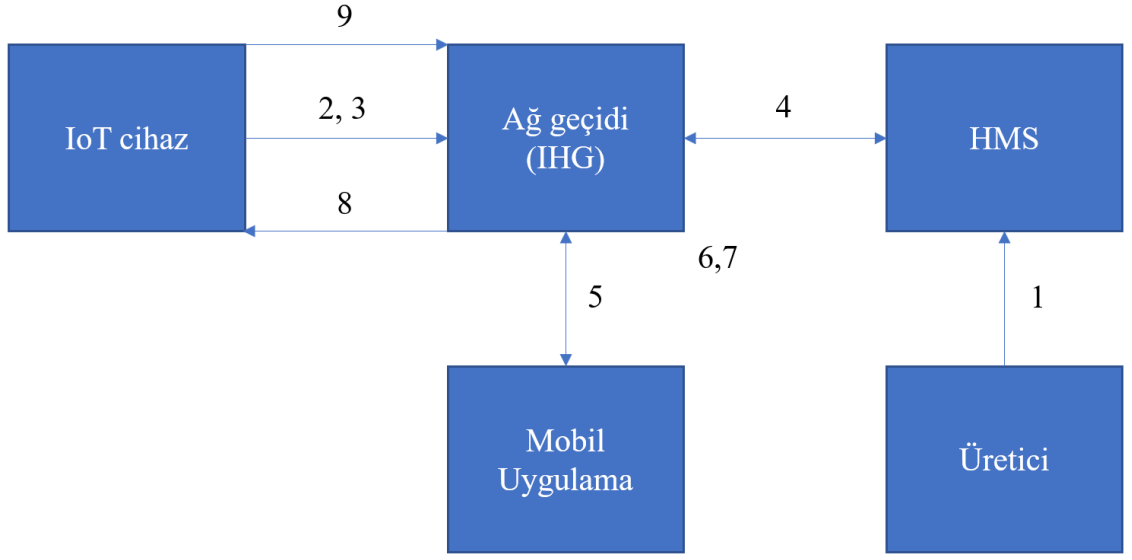 9
IoT cihaz
2, 3
8
Ağ geçidi
(IHG)
4
HMS
6,7
5
1
Mobil
Uygulama
Üretici